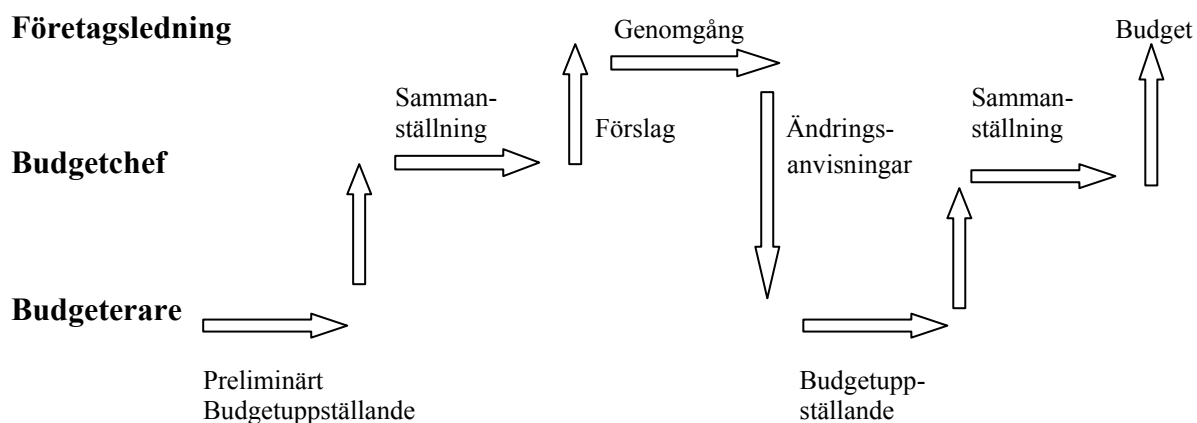 Företagsledning
Genomgång
Budget
Samman-
ställning
Förslag
Ändrings-
anvisningar
Samman-
ställning
Budgetchef
Budgeterare
Preliminärt
Budgetuppställande
Budgetupp-
ställande